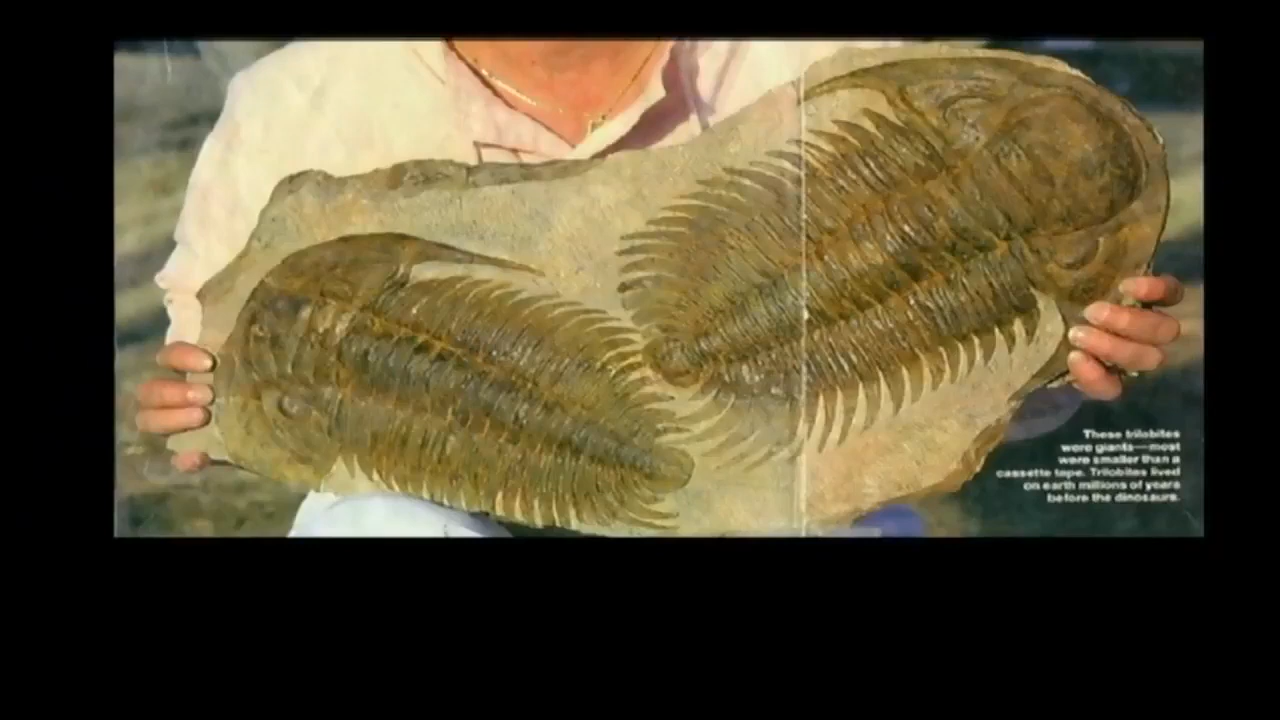 These trilobites
were giants—most
were smaller than a
cassette tape. Trilobites lived
on earth millions of years
before the dinosaurs.